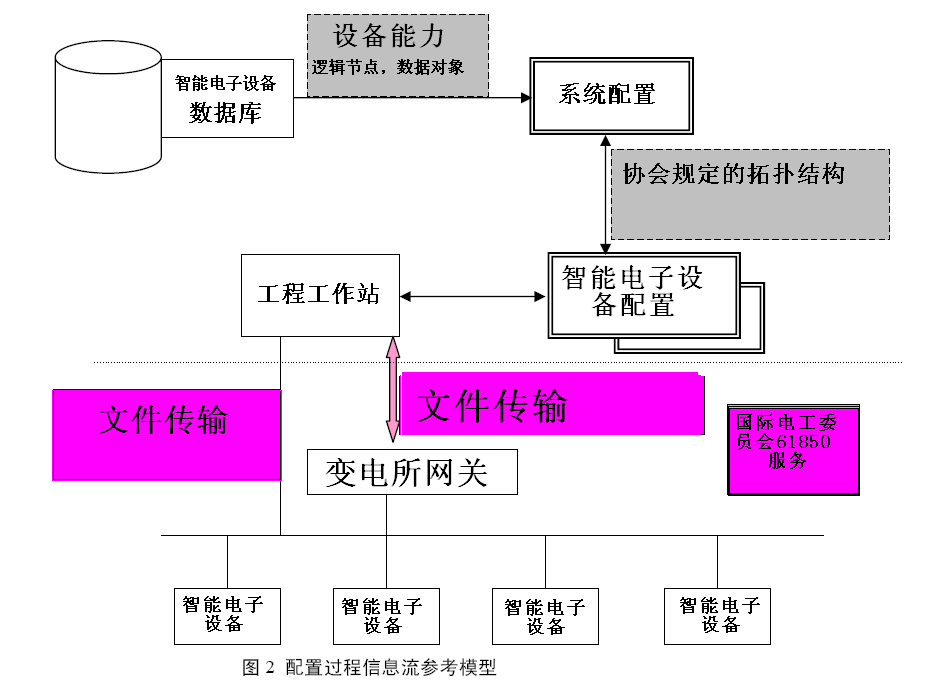 设备能力
逻辑节点，数据对象
智能电子设备
数据库
系统配置
协会规定的拓扑结构
工程工作站
智能电子设
备配置
文件传输
文件传输
国际电工委
员会61850
服务
变电所网关
智能电子
设备
智能电子
设备
智能电子
设备
智能电子
设备
图 2 配置过程信息流参考模型